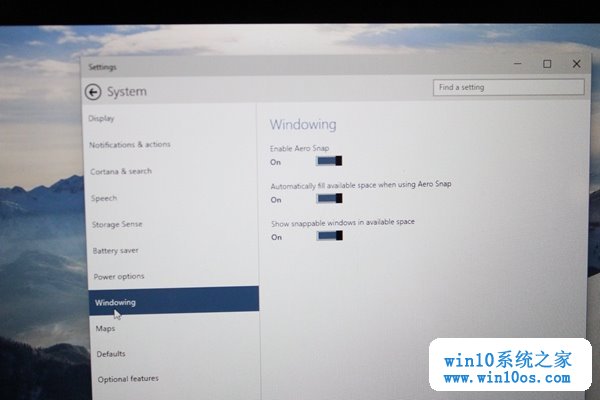 Settings
System
Find a setting
Display
Notifications & actions
Cortana & search
Speech
Storage Sense
Battery saver
Power options
Windowing
Maps
Defaults
Optional features
Windowing
Enable Aero Snap
On
Automatically fill available space when using Aero Snap
On
Show snappable windows in available space
On
win10系统之家
www.win10os.com